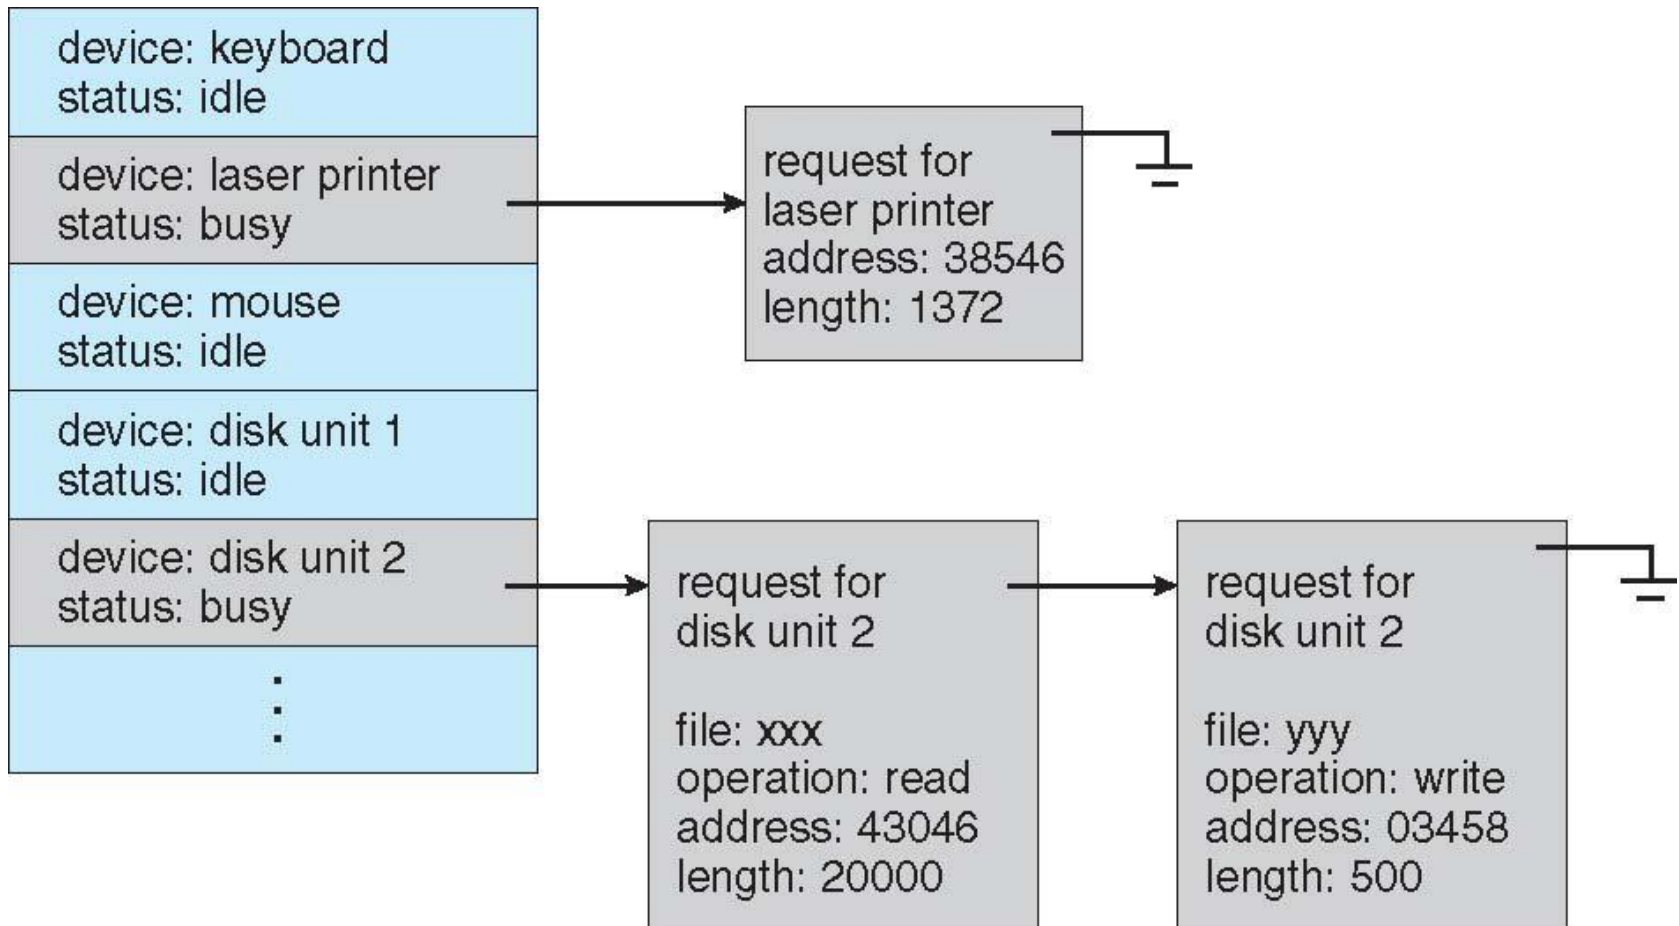 device: keyboard
status: idle
device: laser printer
status: busy
device: mouse
status: idle
device: disk unit 1
status: idle
device: disk unit 2
status: busy
request for
laser printer
address: 38546
length: 1372
request for
disk unit 2
file: xxx
operation: read
address: 43046
length: 20000
request for
disk unit 2
file: yyy
operation: write
address: 03458
length: 500